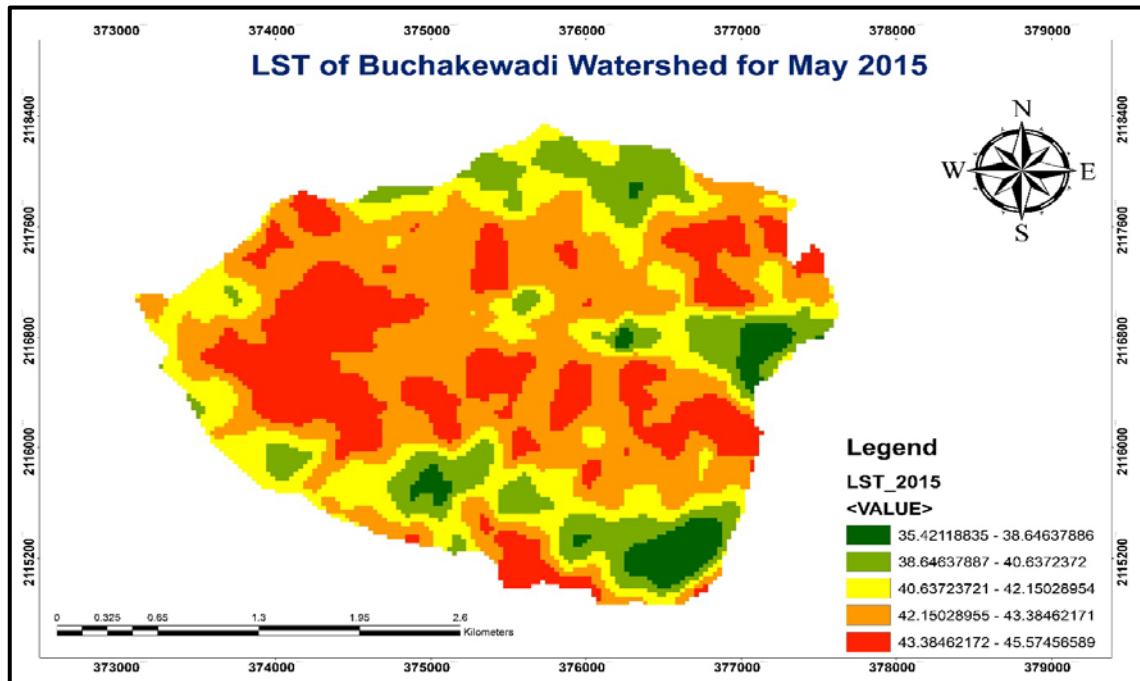 373000 374000 375000 376000 377000 378000 379000
LST of Buchakewadi Watershed for May 2015
2118400 2118400
N
W E
S
2117600 2117600
2116800 2116800
2116000 2116000
Legend
LST_2015
<VALUE>
35.42118835 - 38.64637886
38.64637887 - 40.6372372
40.63723721 - 42.15028954
42.15028955 - 43.38462171
43.38462172 - 45.57456589
2115200 2115200
0 0.325 0.65 1.3 1.95 2.6
Kilometers
373000 374000 375000 376000 377000 378000 379000